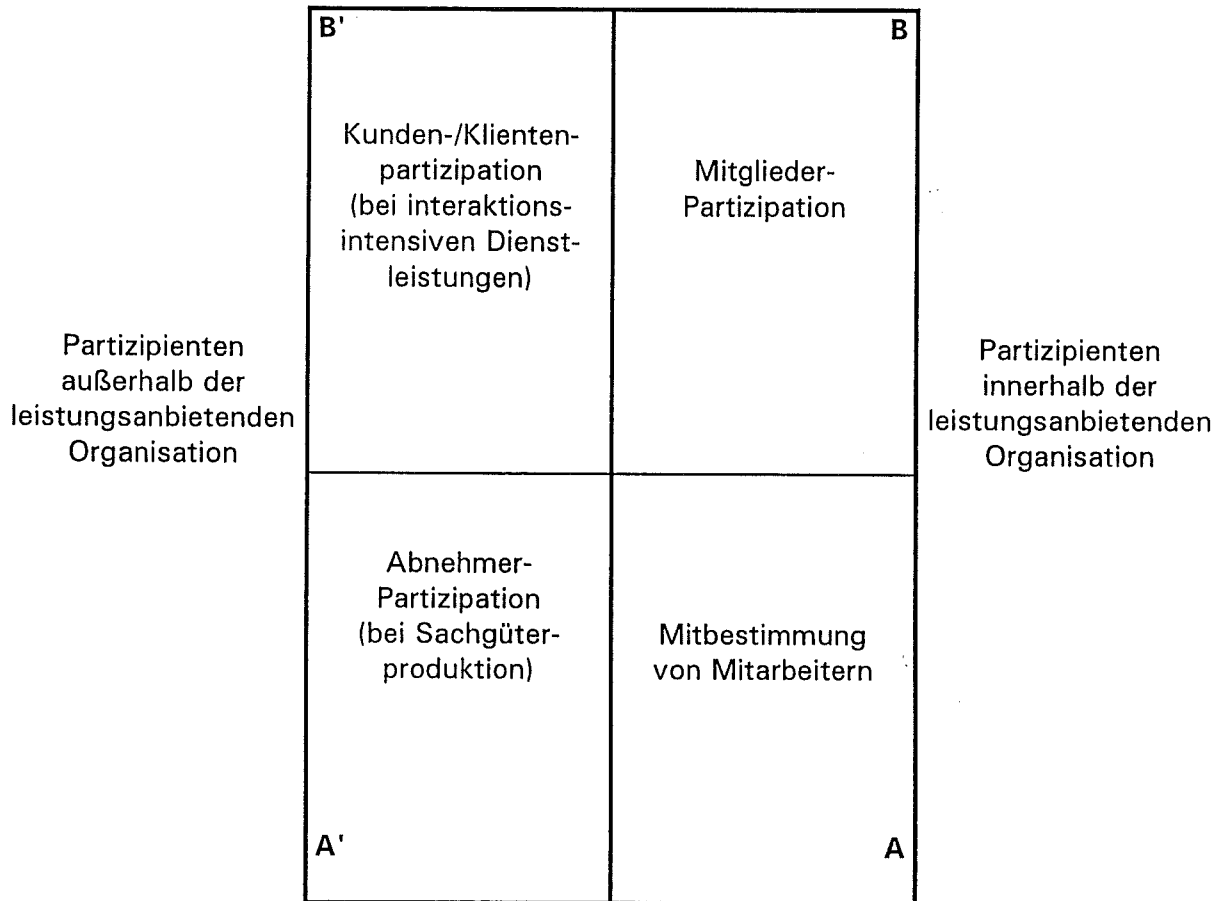 B'
B
Kunden-/Klienten-
partizipation
(bei interaktions-
intensiven Dienst-
leistungen)
Mitglieder-
Partizipation
Partizipienten
außerhalb der
leistungsanbietenden
Organisation
Partizipienten
innerhalb der
leistungsanbietenden
Organisation
Abnehmer-
Partizipation
(bei Sachgüter-
produktion)
Mitbestimmung
von Mitarbeitern
A'
A